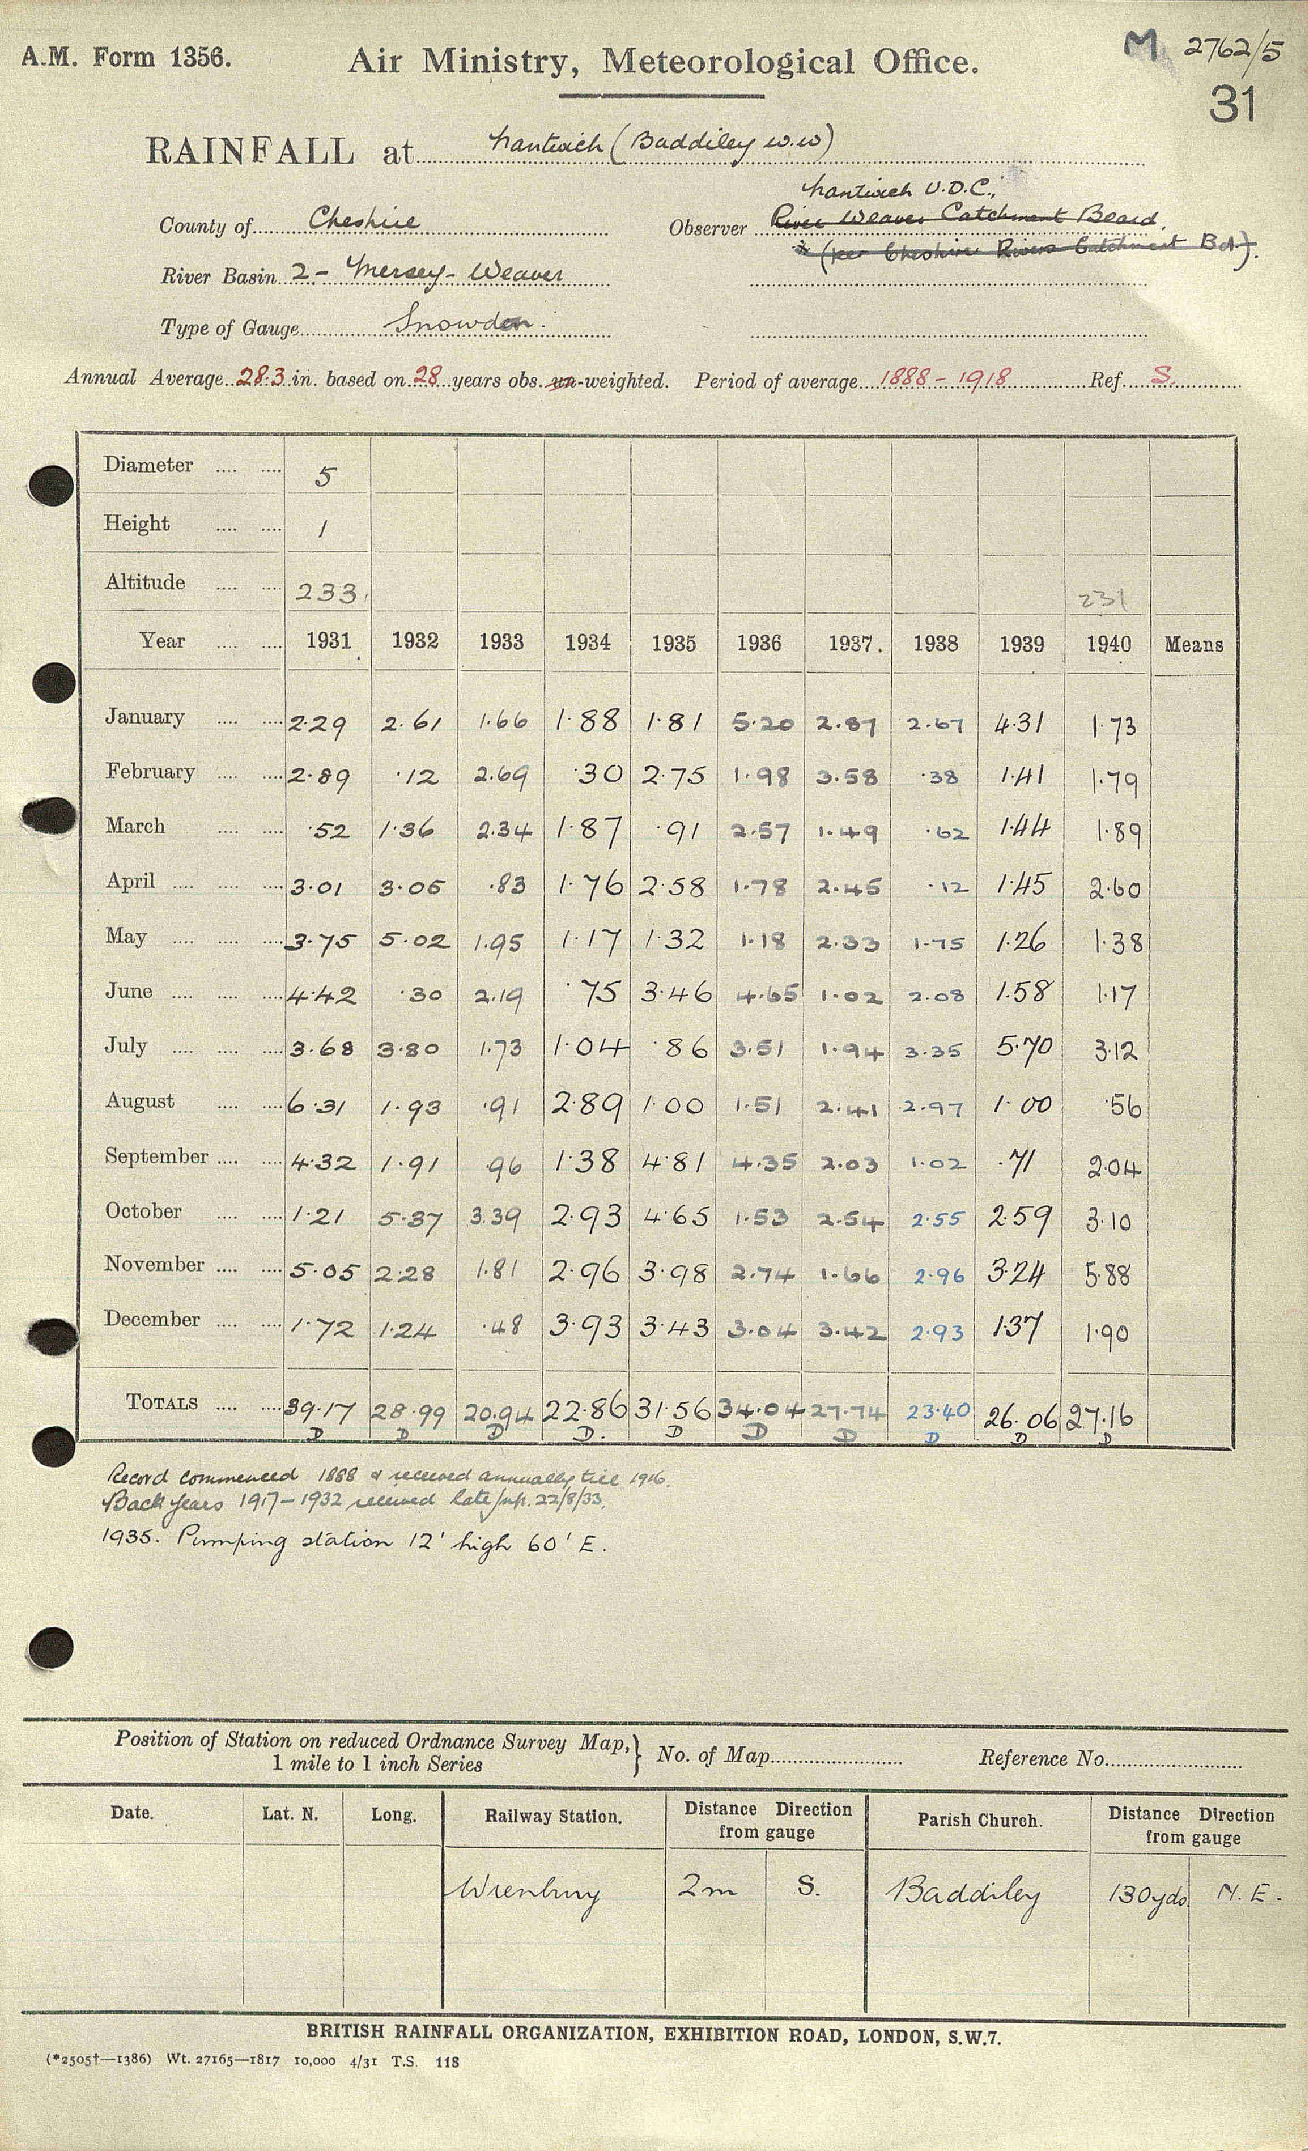 A.M. Form 1356. Air Ministry, Meteorological Office. M 2762/5
31
RAINFALL at Nantwich (Baddiley W.W)
Nantwich U.D.C.,
County of Cheshire Observer River Weaver Catchment Board.
(per Cheshire Rivers Catchment Bd.).
River Basin 2 - Mersey - Weaver
Type of Gauge Snowdon.
Annual Average 28.3 in. based on 28 years obs. un-weighted. Period of average 1888 - 1918 Ref. S.
Diameter .... .... 5
Height .... .... 1
Altitude .... .... 233. 231
Year .... .... 1931 1932 1933 1934 1935 1936 1937. 1938 1939 1940 Means
January .... .... 2.29 2.61 1.66 1.88 1.81 5.20 2.87 2.67 4.31 1.73
February .... .... 2.89 .12 2.69 .30 2.75 1.98 3.58 .38 1.41 1.79
March .... .... .52 1.36 2.34 1.87 .91 2.57 1.49 .62 1.44 1.89
April .... .... .... 3.01 3.05 .83 1.76 2.58 1.78 2.45 .12 1.45 2.60
May .... .... .... 3.75 5.02 1.95 1.17 1.32 1.18 2.33 1.75 1.26 1.38
June .... .... .... 4.42 .30 2.19 .75 3.46 4.65 1.02 2.08 1.58 1.17
July .... .... .... 3.68 3.80 1.73 1.04 .86 3.51 1.94 3.35 5.70 3.12
August .... .... 6.31 1.93 .91 2.89 1.00 1.51 2.41 2.97 1.00 .56
September .... .... 4.32 1.91 .96 1.38 4.81 4.35 2.03 1.02 .71 2.04
October .... .... 1.21 5.37 3.39 2.93 4.65 1.53 2.54 2.55 2.59 3.10
November .... .... 5.05 2.28 1.81 2.96 3.98 2.74 1.66 2.96 3.24 5.88
December .... .... 1.72 1.24 .48 3.93 3.43 3.04 3.42 2.93 1.37 1.90
TOTALS .... .... 39.17 28.99 20.94 22.86 31.56 34.04 27.74 23.40 26.06 27.16
D D D D. D D D D D D
Record commenced 1888 & received annually till 1916.
Back years 1917-1932 received 22/8/33.
1935. Pumping station 12' high 60' E.
Position of Station on reduced Ordnance Survey Map, } No. of Map Reference No.
1 mile to 1 inch Series
Date. Lat. N. Long. Railway Station. Distance Direction from gauge Parish Church. Distance Direction from gauge
Wrenbury 2m S. Baddiley 130yds N.E.
BRITISH RAINFALL ORGANIZATION, EXHIBITION ROAD, LONDON, S.W.7.
(*2505†—1386) Wt. 27165—1817 10,000 4/31 T.S. 118